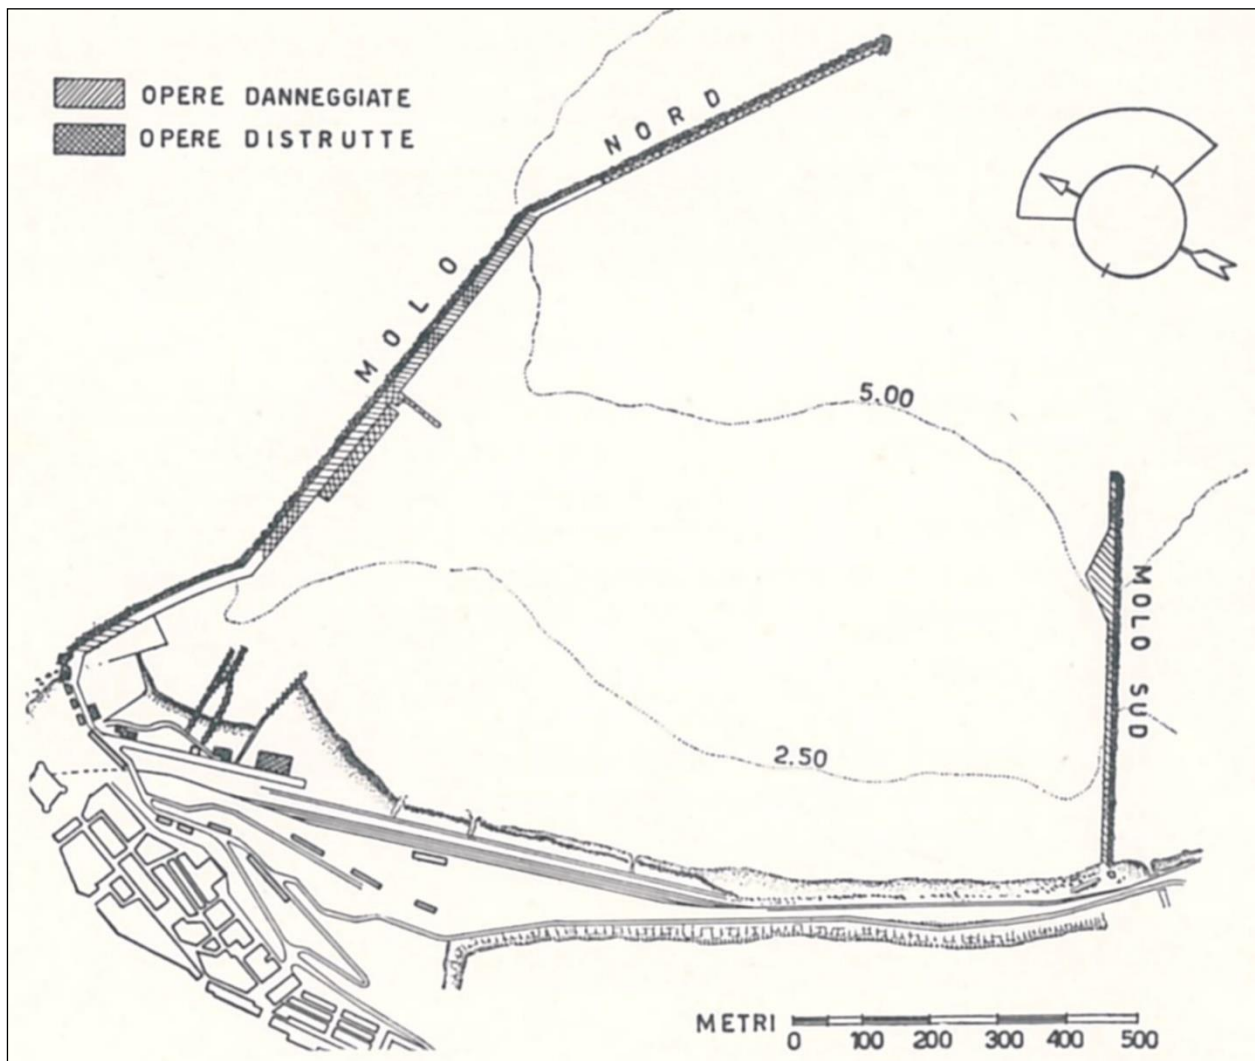 OPERE DANNEGGIATE
OPERE DISTRUTTE
MOLO NORD
5.00
MOLO SUD
2.50
METRI
0 100 200 300 400 500